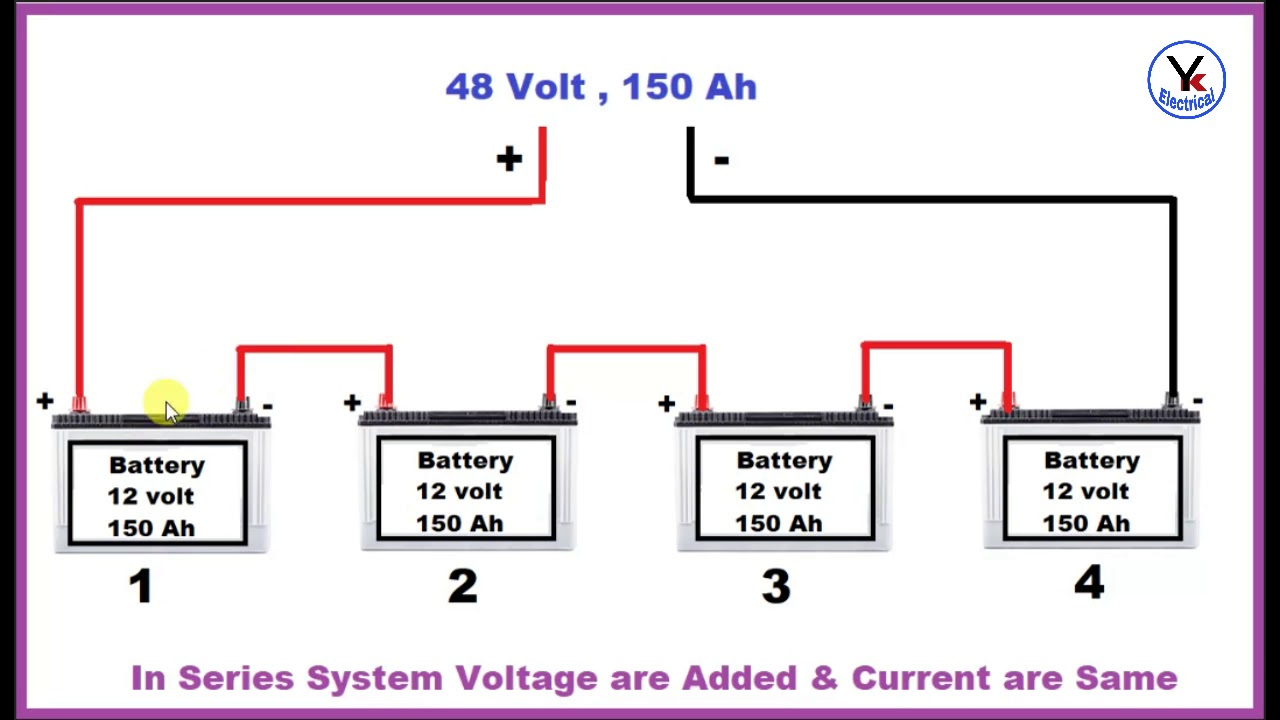 48 Volt , 150 Ah
YK
Electrical
+
-
+
-
+
-
+
-
+
-
Battery
12 volt
150 Ah
Battery
12 volt
150 Ah
Battery
12 volt
150 Ah
Battery
12 volt
150 Ah
1
2
3
4
In Series System Voltage are Added & Current are Same